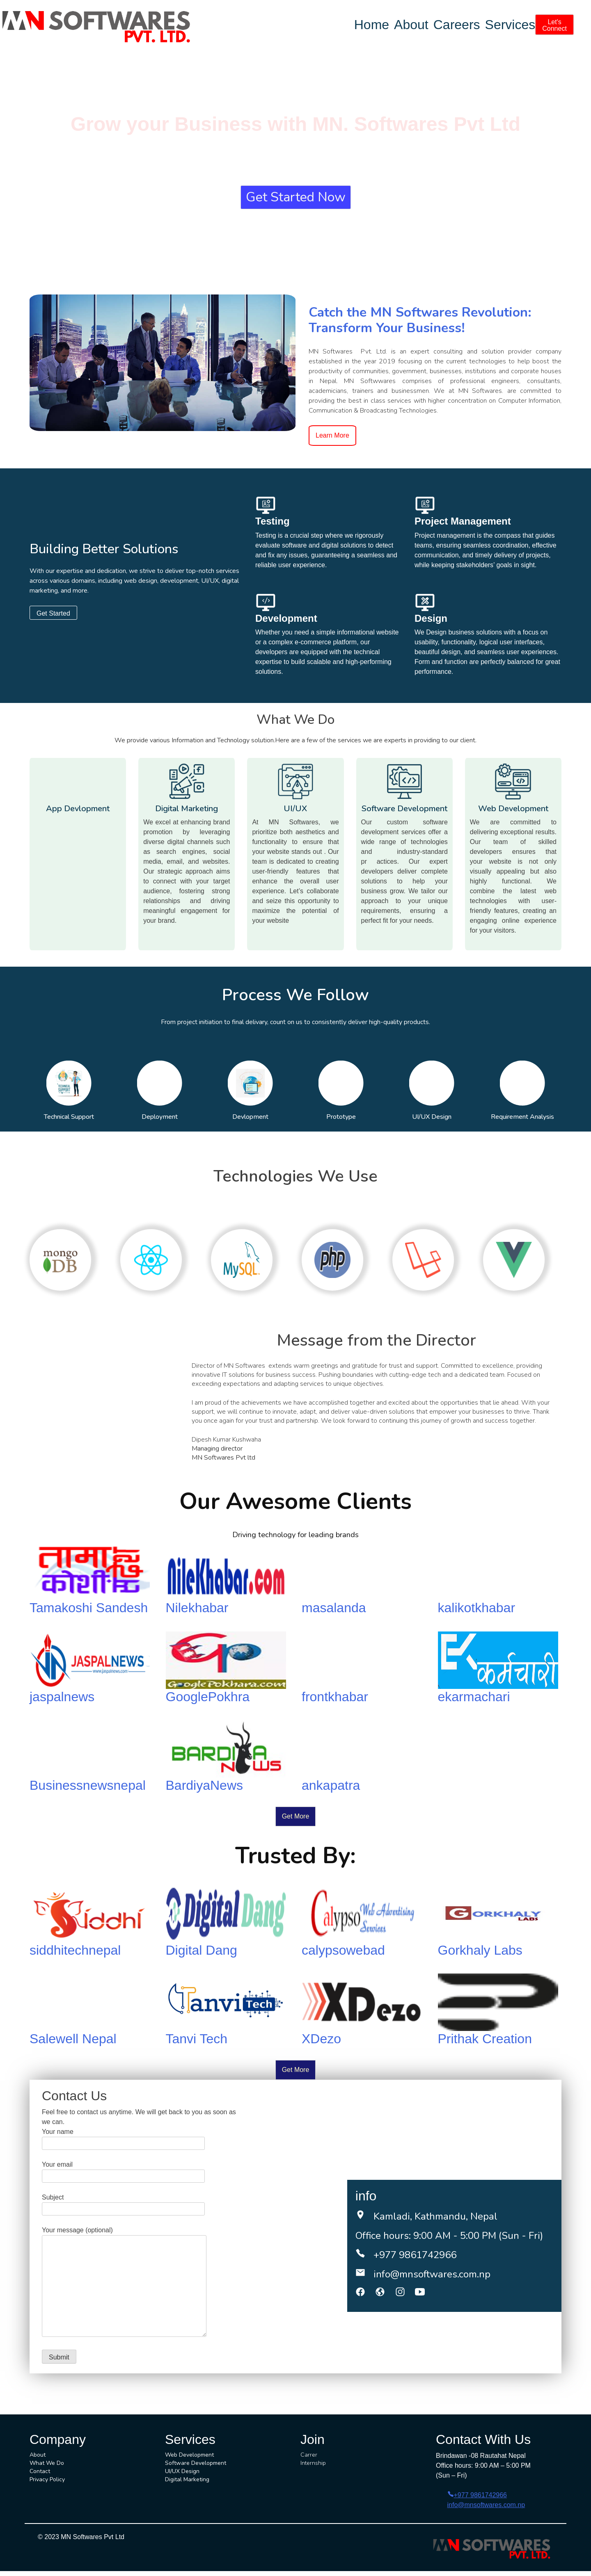 MN SOFTWARES
PVT. LTD.
Home About Careers Services
Let's
Connect
Grow your Business with MN. Softwares Pvt Ltd
Get Started Now
Catch the MN Softwares Revolution:
Transform Your Business!
MN Softwares Pvt. Ltd. is an expert consulting and solution provider company
established in the year 2019 focusing on the current technologies to help boost the
productivity of communities, government, businesses, institutions and corporate houses
in Nepal. MN Softwwares comprises of professional engineers, consultants,
academicians, trainers and businessmen. We at MN Softwares. are committed to
providing the best in class services with higher concentration on Computer Information,
Communication & Broadcasting Technologies.
Learn More
Building Better Solutions
With our expertise and dedication, we strive to deliver top-notch services
across various domains, including web design, development, UI/UX, digital
marketing, and more.
Get Started
Testing
Testing is a crucial step where we rigorously
evaluate software and digital solutions to detect
and fix any issues, guaranteeing a seamless and
reliable user experience.
Project Management
Project management is the compass that guides
teams, ensuring seamless coordination, effective
communication, and timely delivery of projects,
while keeping stakeholders' goals in sight.
Development
Whether you need a simple informational website
or a complex e-commerce platform, our
developers are equipped with the technical
expertise to build scalable and high-performing
solutions.
Design
We Design business solutions with a focus on
usability, functionality, logical user interfaces,
beautiful design, and seamless user experiences.
Form and function are perfectly balanced for great
performance.
What We Do
We provide various Information and Technology solution.Here are a few of the services we are experts in providing to our client.
App Devlopment
Digital Marketing
We excel at enhancing brand
promotion by leveraging
diverse digital channels such
as search engines, social
media, email, and websites.
Our strategic approach aims
to connect with your target
audience, fostering strong
relationships and driving
meaningful engagement for
your brand.
UI/UX
At MN Softwares, we
prioritize both aesthetics and
functionality to ensure that
your website stands out . Our
team is dedicated to creating
user-friendly features that
enhance the overall user
experience. Let's collaborate
and seize this opportunity to
maximize the potential of
your website
Software Development
Our custom software
development services offer a
wide range of technologies
and industry-standard
pr actices. Our expert
developers deliver complete
solutions to help your
business grow. We tailor our
approach to your unique
requirements, ensuring a
perfect fit for your needs.
Web Development
We are committed to
delivering exceptional results.
Our team of skilled
developers ensures that
your website is not only
visually appealing but also
highly functional. We
combine the latest web
technologies with user-
friendly features, creating an
engaging online experience
for your visitors.
Process We Follow
From project initiation to final delivary, count on us to consistently deliver high-quality products.
Technical Support
Deployment
Devlopment
Prototype
UI/UX Design
Requirement Analysis
Technologies We Use
mongo
DB
MySQL
php
Message from the Director
Director of MN Softwares extends warm greetings and gratitude for trust and support. Committed to excellence, providing
innovative IT solutions for business success. Pushing boundaries with cutting-edge tech and a dedicated team. Focused on
exceeding expectations and adapting services to unique objectives.
I am proud of the achievements we have accomplished together and excited about the opportunities that lie ahead. With your
support, we will continue to innovate, adapt, and deliver value-driven solutions that empower your businesses to thrive. Thank
you once again for your trust and partnership. We look forward to continuing this journey of growth and success together.
Dipesh Kumar Kushwaha
Managing director
MN Softwares Pvt ltd
Our Awesome Clients
Driving technology for leading brands
तामाकोशी
NileKhabar.com
Tamakoshi Sandesh
Nilekhabar
masalanda
kalikotkhabar
JASPALNEWS
www.jaspalnews.com
GooglePokhara.com
EK कर्मचारी
jaspalnews
GooglePokhra
frontkhabar
ekarmachari
BARDIYA
NEWS
Businessnewsnepal
BardiyaNews
ankapatra
Get More
Trusted By:
Siddhi
Digital Dang
Calypso Web Advertising
Services
GORKHALY
LABS
siddhitechnepal
Digital Dang
calypsowebad
Gorkhaly Labs
Tanvi Tech
XDezo
Salewell Nepal
Tanvi Tech
XDezo
Prithak Creation
Get More
Contact Us
Feel free to contact us anytime. We will get back to you as soon as
we can.
Your name
Your email
Subject
Your message (optional)
Submit
info
Kamladi, Kathmandu, Nepal
Office hours: 9:00 AM - 5:00 PM (Sun - Fri)
+977 9861742966
info@mnsoftwares.com.np
Company
About
What We Do
Contact
Privacy Policy
Services
Web Development
Software Development
UI/UX Design
Digital Marketing
Join
Carrer
Internship
Contact With Us
Brindawan -08 Rautahat Nepal
Office hours: 9:00 AM – 5:00 PM
(Sun – Fri)
+977 9861742966
info@mnsoftwares.com.np
© 2023 MN Softwares Pvt Ltd
MN SOFTWARES
PVT. LTD.